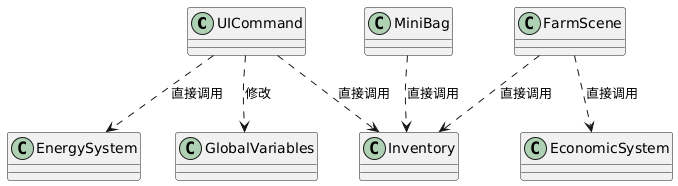 C UICommand
C MiniBag
C FarmScene
直接调用
修改
直接调用
直接调用
直接调用
直接调用
C EnergySystem
C GlobalVariables
C Inventory
C EconomicSystem